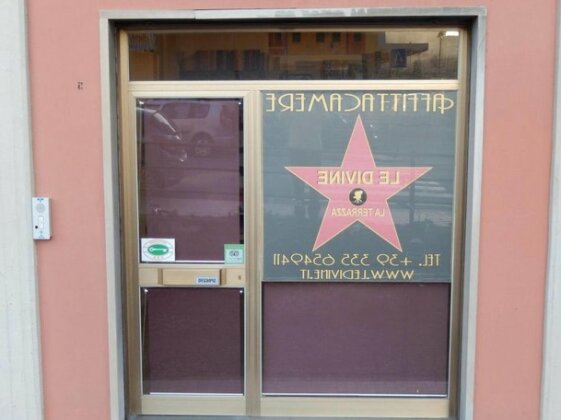 AFFITTACAMERE
LE DIVINE
LA TERRAZZA
TEL. +39 335 6549411
WWW.LEDIVINE.IT